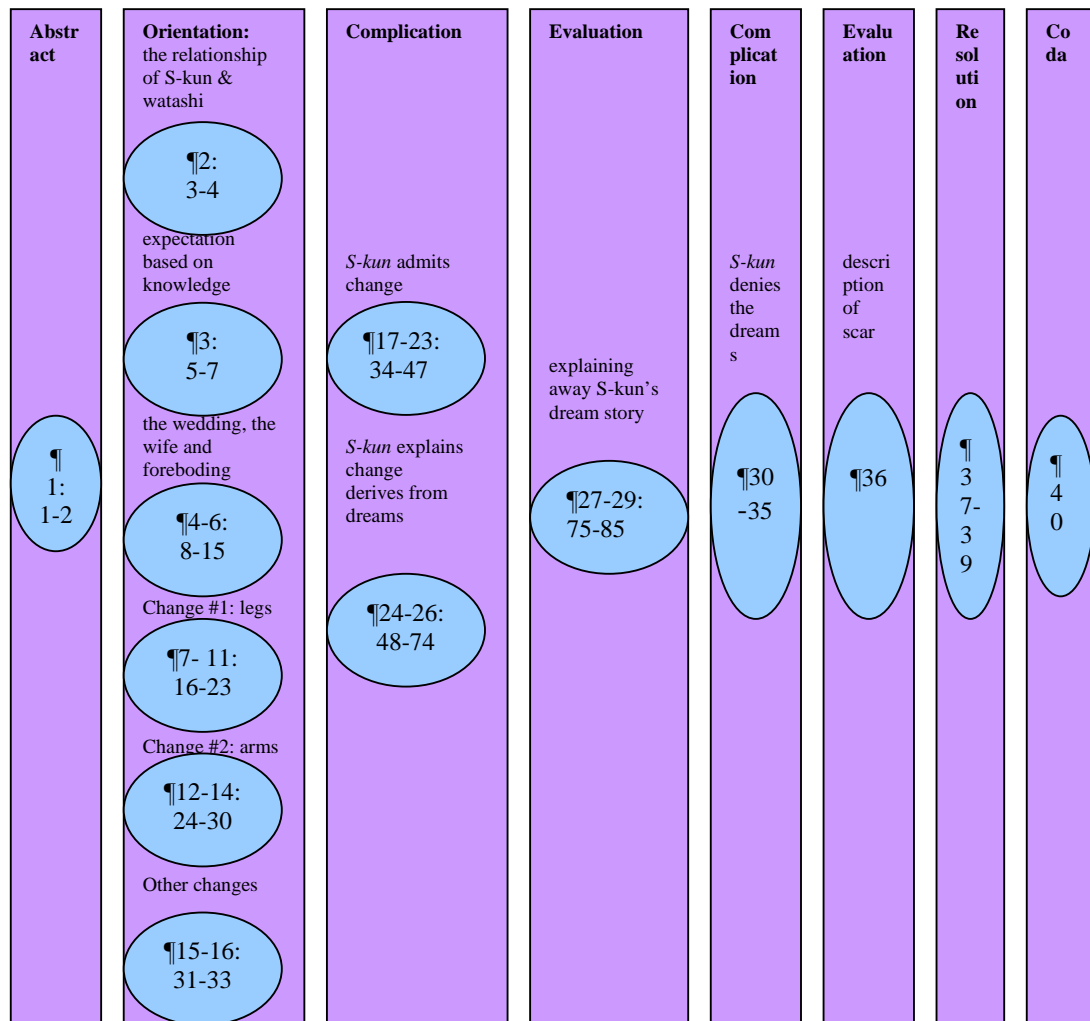 Abstr
act
¶
1:
1-2
Orientation:
the relationship
of S-kun &
watashi
¶2:
3-4
expectation
based on
knowledge
¶3:
5-7
the wedding, the
wife and
foreboding
¶4-6:
8-15
Change #1: legs
¶7- 11:
16-23
Change #2: arms
¶12-14:
24-30
Other changes
¶15-16:
31-33
Complication
S-kun admits
change
¶17-23:
34-47
S-kun explains
change
derives from
dreams
¶24-26:
48-74
Evaluation
explaining
away S-kun’s
dream story
¶27-29:
75-85
Com
plicat
ion
S-kun
denies
the
dream
s
¶30
-35
Evalu
ation
descri
ption
of
scar
¶36
Re
sol
uti
on
¶
3
7-
3
9
Co
da
¶
4
0